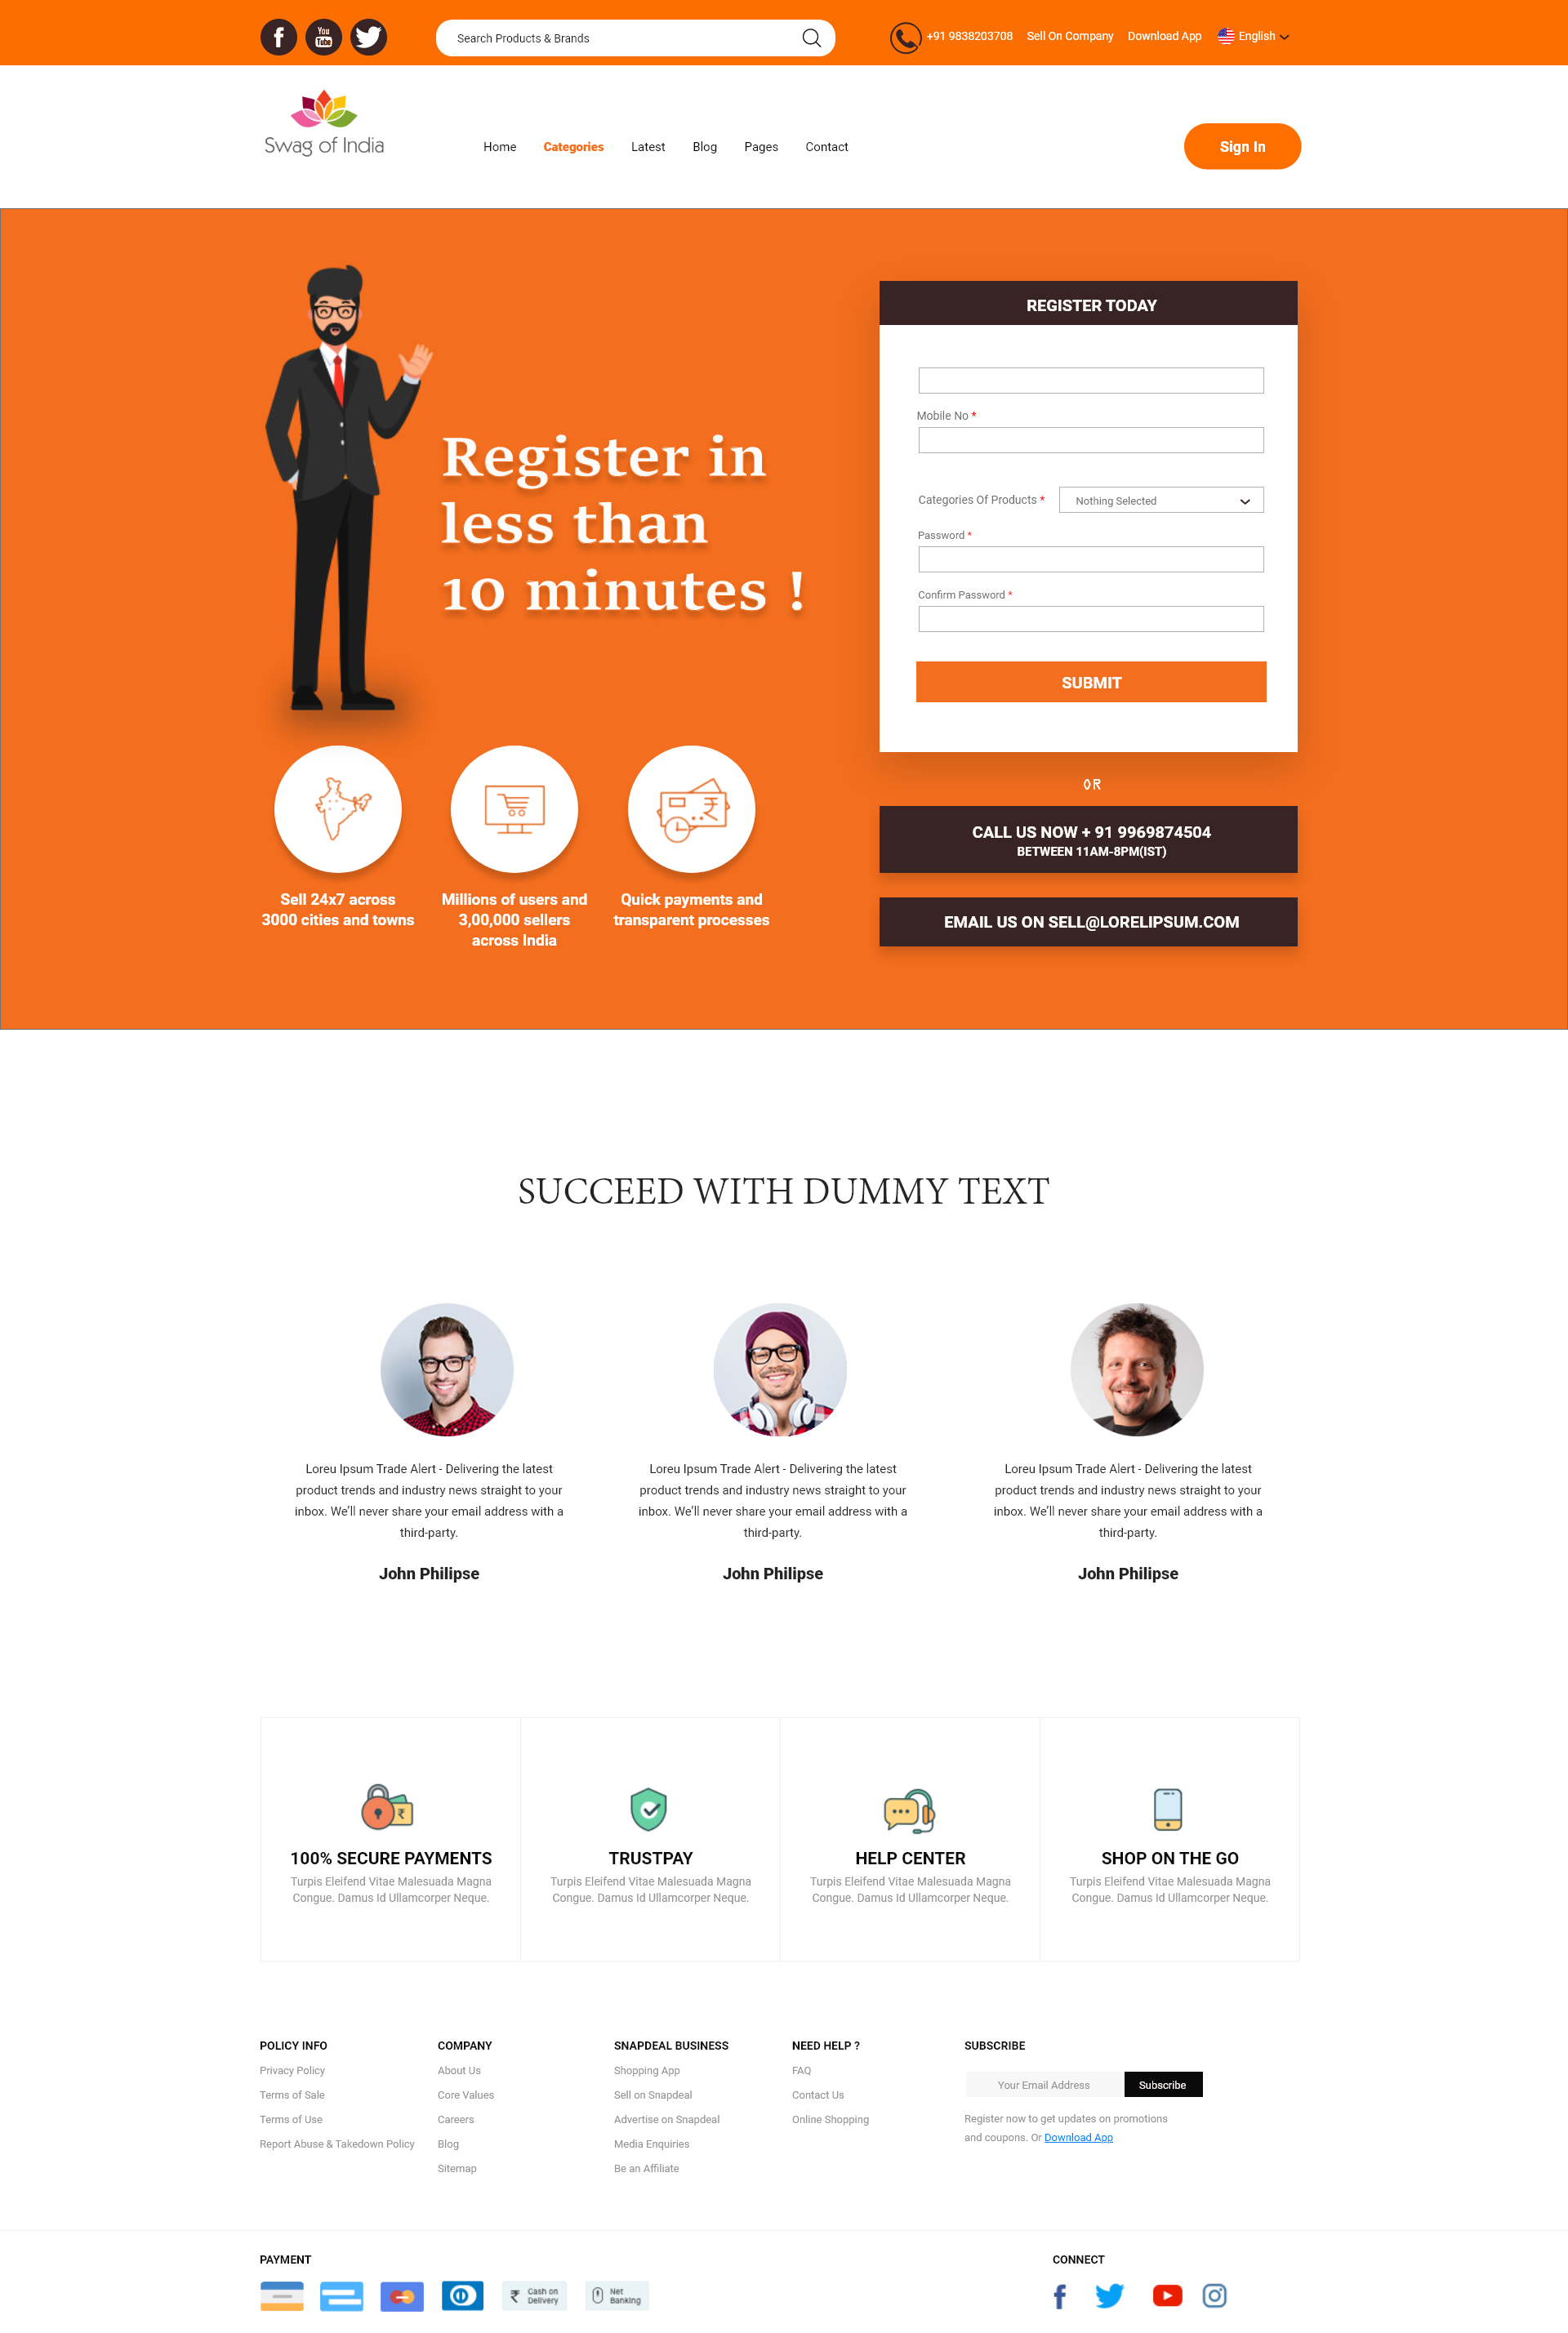 f
You
Tube
Search Products & Brands
+91 9838203708
Sell On Company
Download App
English
Swag of India
Home
Categories
Latest
Blog
Pages
Contact
Sign In
Register in
less than
10 minutes !
REGISTER TODAY
Mobile No *
Categories Of Products *
Nothing Selected
Password *
Confirm Password *
SUBMIT
OR
CALL US NOW + 91 9969874504
BETWEEN 11AM-8PM(IST)
EMAIL US ON SELL@LORELIPSUM.COM
Sell 24x7 across
3000 cities and towns
Millions of users and
3,00,000 sellers
across India
Quick payments and
transparent processes
SUCCEED WITH DUMMY TEXT
Loreu Ipsum Trade Alert - Delivering the latest
product trends and industry news straight to your
inbox. We'll never share your email address with a
third-party.
John Philipse
Loreu Ipsum Trade Alert - Delivering the latest
product trends and industry news straight to your
inbox. We'll never share your email address with a
third-party.
John Philipse
Loreu Ipsum Trade Alert - Delivering the latest
product trends and industry news straight to your
inbox. We'll never share your email address with a
third-party.
John Philipse
100% SECURE PAYMENTS
Turpis Eleifend Vitae Malesuada Magna
Congue. Damus Id Ullamcorper Neque.
TRUSTPAY
Turpis Eleifend Vitae Malesuada Magna
Congue. Damus Id Ullamcorper Neque.
HELP CENTER
Turpis Eleifend Vitae Malesuada Magna
Congue. Damus Id Ullamcorper Neque.
SHOP ON THE GO
Turpis Eleifend Vitae Malesuada Magna
Congue. Damus Id Ullamcorper Neque.
POLICY INFO
Privacy Policy
Terms of Sale
Terms of Use
Report Abuse & Takedown Policy
COMPANY
About Us
Core Values
Careers
Blog
Sitemap
SNAPDEAL BUSINESS
Shopping App
Sell on Snapdeal
Advertise on Snapdeal
Media Enquiries
Be an Affiliate
NEED HELP ?
FAQ
Contact Us
Online Shopping
SUBSCRIBE
Your Email Address
Subscribe
Register now to get updates on promotions
and coupons. Or Download App
PAYMENT
₹ Cash on
Delivery
Net
Banking
CONNECT
f